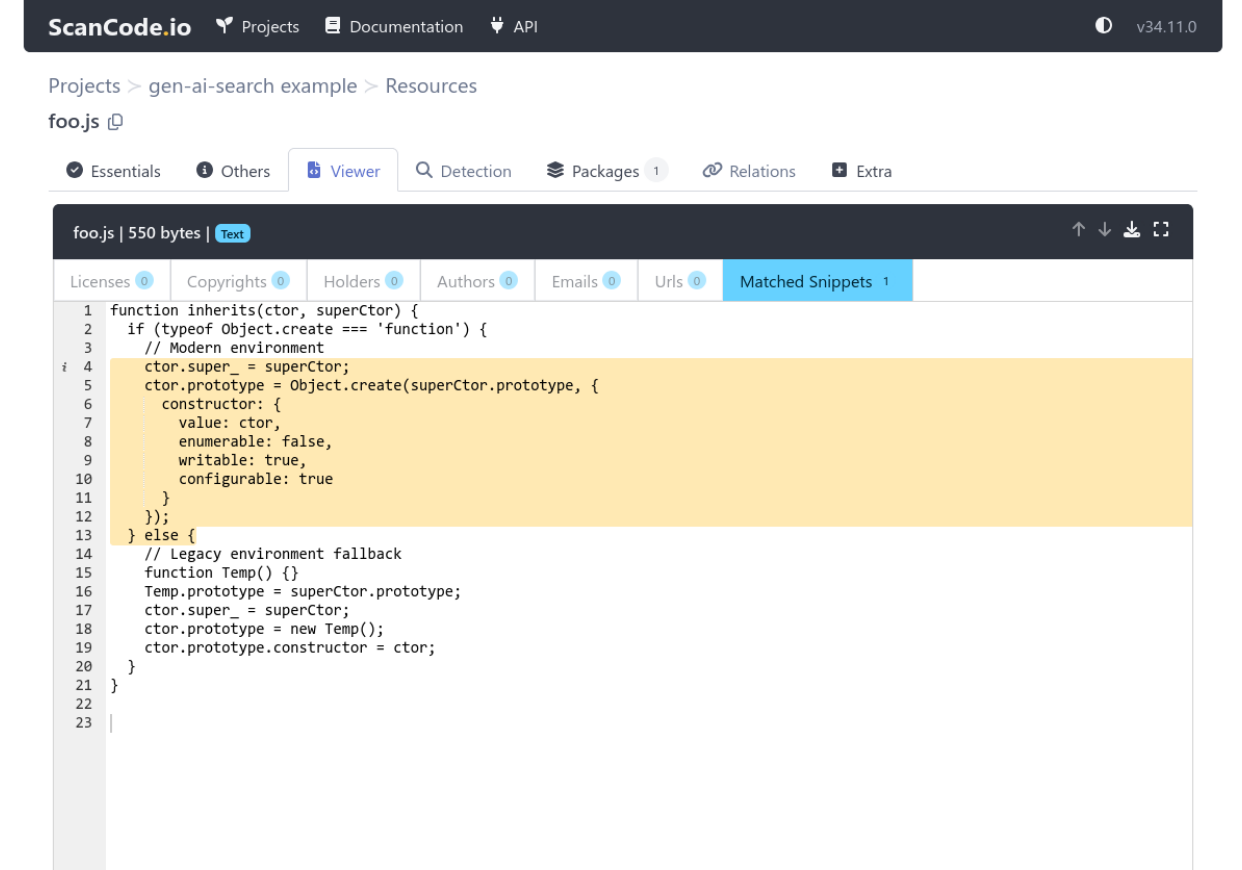 ScanCode.io Projects Documentation API v34.11.0
Projects > gen-ai-search example > Resources
foo.js
Essentials Others Viewer Detection Packages 1 Relations Extra
foo.js | 550 bytes | Text
Licenses 0 Copyrights 0 Holders 0 Authors 0 Emails 0 Urls 0 Matched Snippets 1
1 function inherits(ctor, superCtor) {
2   if (typeof Object.create === 'function') {
3     // Modern environment
i 4     ctor.super_ = superCtor;
5     ctor.prototype = Object.create(superCtor.prototype, {
6       constructor: {
7         value: ctor,
8         enumerable: false,
9         writable: true,
10         configurable: true
11       }
12     });
13   } else {
14     // Legacy environment fallback
15     function Temp() {}
16     Temp.prototype = superCtor.prototype;
17     ctor.super_ = superCtor;
18     ctor.prototype = new Temp();
19     ctor.prototype.constructor = ctor;
20   }
21 }
22
23